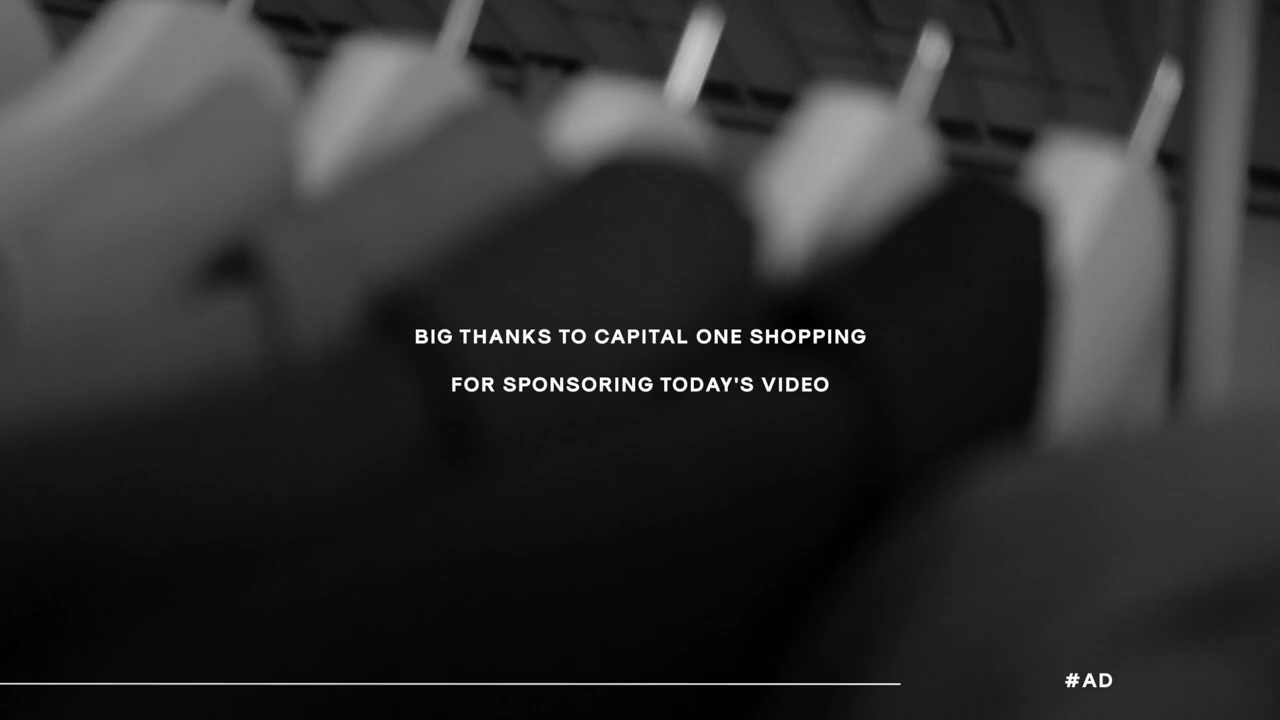 BIG THANKS TO CAPITAL ONE SHOPPING
FOR SPONSORING TODAY'S VIDEO
#AD